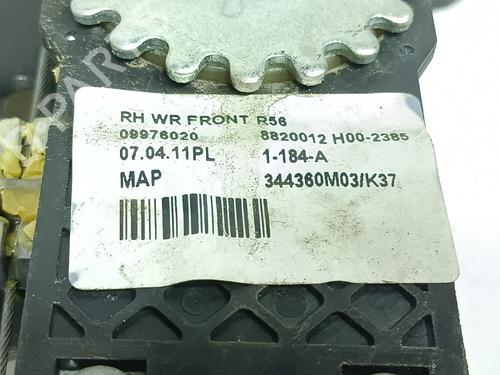 RH WR FRONT R56
09976020 8820012 H00-2385
07.04.11PL 1-184-A
MAP 344360M03/K37